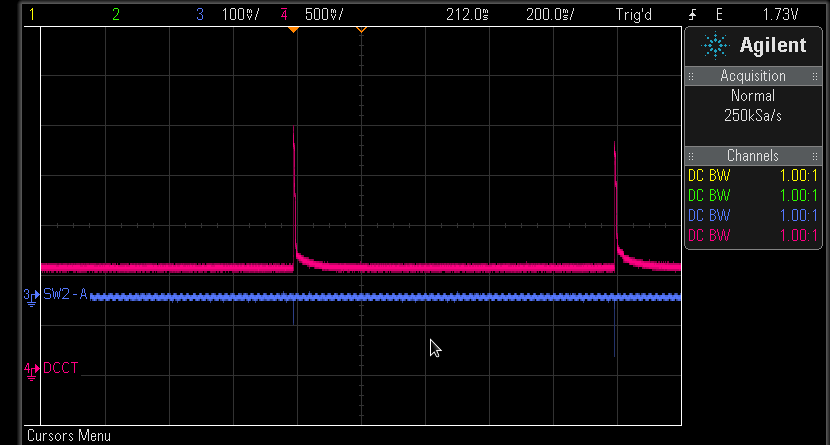 1 2 3 100㎷/ 4 500㎷/ 212.0㎳ 200.0㎳/ Trig'd E 1.73V
Agilent
Acquisition
Normal
250kSa/s
Channels
DC BW 1.00:1
DC BW 1.00:1
DC BW 1.00:1
DC BW 1.00:1
3 SW2-A
4 DCCT
Cursors Menu